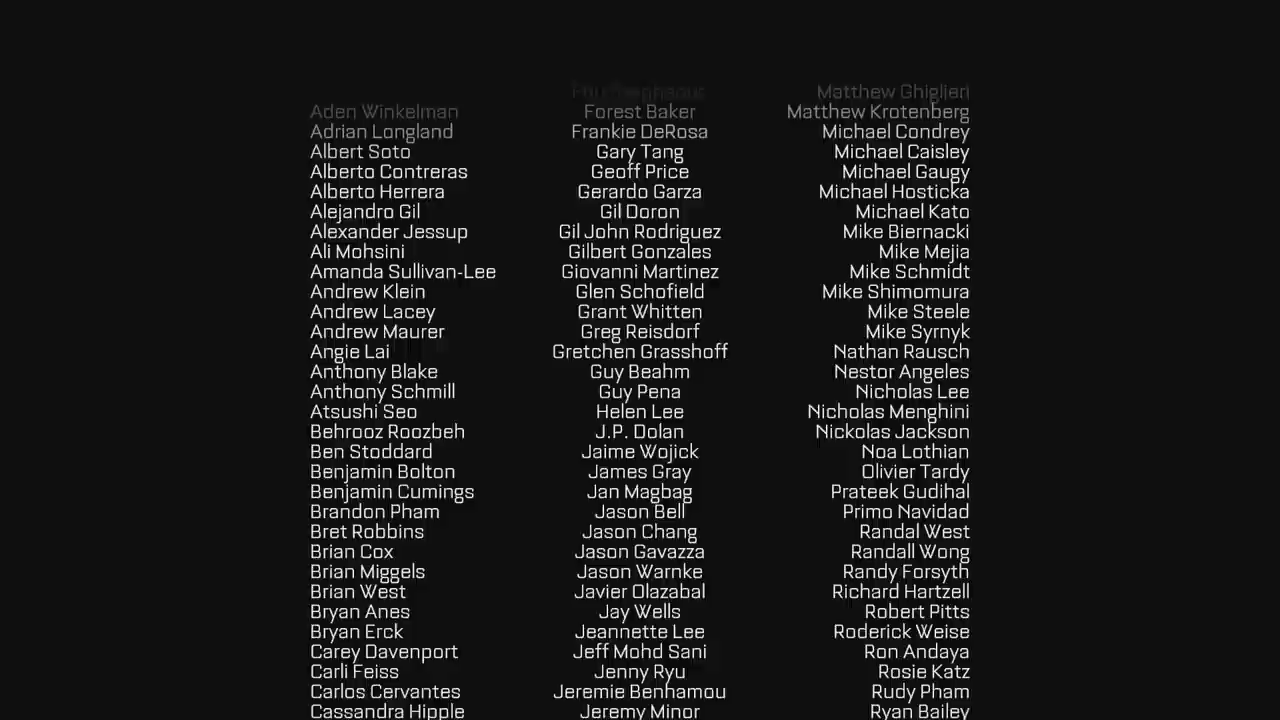 Aden Winkelman
Adrian Longland
Albert Soto
Alberto Contreras
Alberto Herrera
Alejandro Gil
Alexander Jessup
Ali Mohsini
Amanda Sullivan-Lee
Andrew Klein
Andrew Lacey
Andrew Maurer
Angie Lai
Anthony Blake
Anthony Schmill
Atsushi Seo
Behrooz Roozbeh
Ben Stoddard
Benjamin Bolton
Benjamin Cumings
Brandon Pham
Bret Robbins
Brian Cox
Brian Miggels
Brian West
Bryan Anes
Bryan Erck
Carey Davenport
Carli Feiss
Carlos Cervantes
Cassandra Hipple
Forest Baker
Frankie DeRosa
Gary Tang
Geoff Price
Gerardo Garza
Gil Doron
Gil John Rodriguez
Gilbert Gonzales
Giovanni Martinez
Glen Schofield
Grant Whitten
Greg Reisdorf
Gretchen Grasshoff
Guy Beahm
Guy Pena
Helen Lee
J.P. Dolan
Jaime Wojick
James Gray
Jan Magbag
Jason Bell
Jason Chang
Jason Gavazza
Jason Warnke
Javier Olazabal
Jay Wells
Jeannette Lee
Jeff Mohd Sani
Jenny Ryu
Jeremie Benhamou
Jeremy Minor
Matthew Ghiglieri
Matthew Krotenberg
Michael Condrey
Michael Caisley
Michael Gaugy
Michael Hosticka
Michael Kato
Mike Biernacki
Mike Mejia
Mike Schmidt
Mike Shimomura
Mike Steele
Mike Syrnyk
Nathan Rausch
Nestor Angeles
Nicholas Lee
Nicholas Menghini
Nickolas Jackson
Noa Lothian
Olivier Tardy
Prateek Gudihal
Primo Navidad
Randal West
Randall Wong
Randy Forsyth
Richard Hartzell
Robert Pitts
Roderick Weise
Ron Andaya
Rosie Katz
Rudy Pham
Ryan Bailey